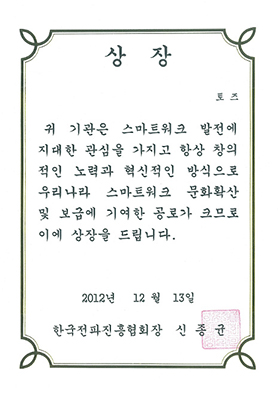 상 장
토즈
귀 기관은 스마트워크 발전에
지대한 관심을 가지고 항상 창의
적인 노력과 혁신적인 방식으로
우리나라 스마트워크 문화확산
및 보급에 기여한 공로가 크므로
이에 상장을 드립니다.
2012년 12월 13일
한국전파진흥협회장 신 종 균